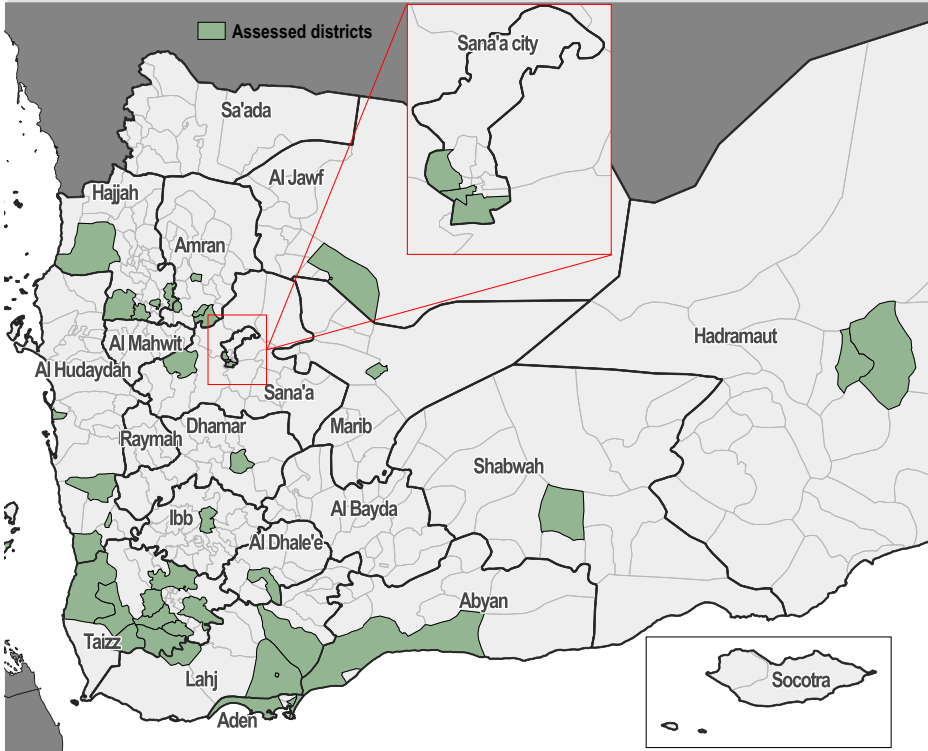 Assessed districts
Sana'a city
Sa'ada
Al Jawf
Hajjah
Amran
Hadramaut
Al Mahwit
Al Hudaydah
Sana'a
Dhamar
Marib
Raymah
Shabwah
Al Bayda
Ibb
Al Dhale'e
Abyan
Taizz
Lahj
Socotra
Aden